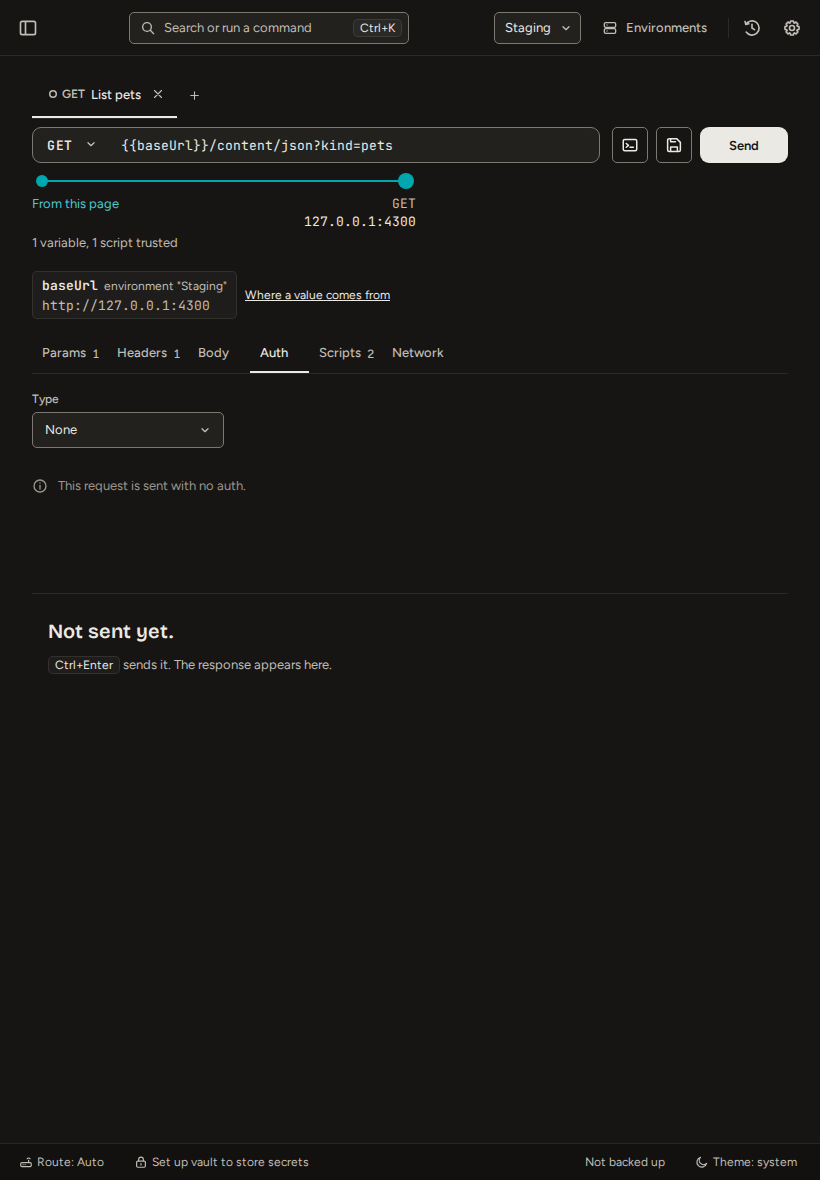 Search or run a command Ctrl+K Staging Environments
GET List pets
GET {{baseUrl}}/content/json?kind=pets Send
From this page GET
127.0.0.1:4300
1 variable, 1 script trusted
baseUrl environment "Staging"
http://127.0.0.1:4300
Where a value comes from
Params 1 Headers 1 Body Auth Scripts 2 Network
Type
None
This request is sent with no auth.
Not sent yet.
Ctrl+Enter sends it. The response appears here.
Route: Auto Set up vault to store secrets Not backed up Theme: system